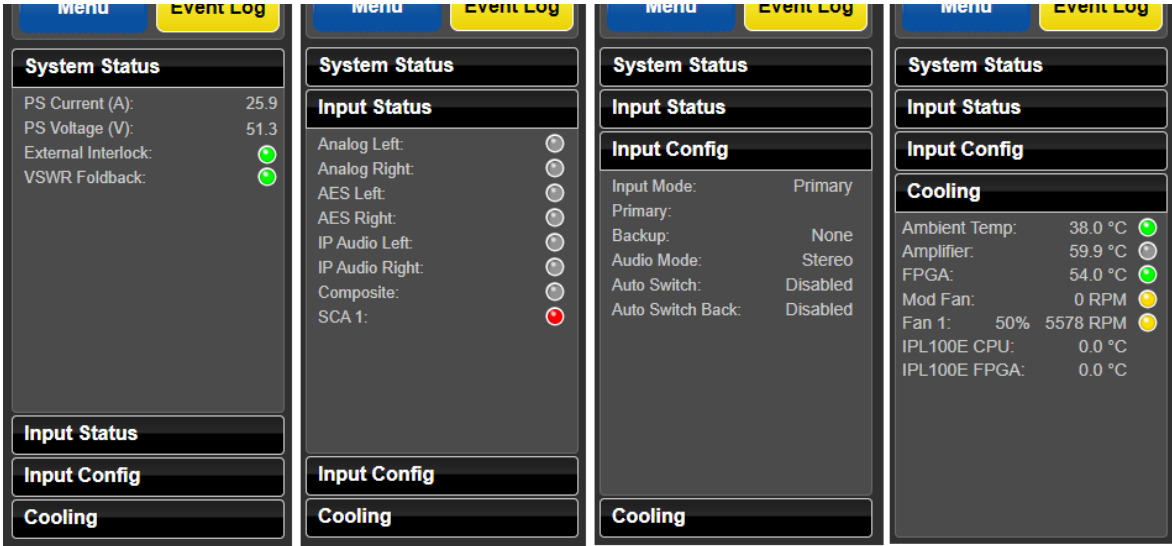 Menu Event Log
System Status
PS Current (A): 25.9
PS Voltage (V): 51.3
External Interlock:
VSWR Foldback:
Input Status
Input Config
Cooling
Menu Event Log
System Status
Input Status
Analog Left:
Analog Right:
AES Left:
AES Right:
IP Audio Left:
IP Audio Right:
Composite:
SCA 1:
Input Config
Cooling
Menu Event Log
System Status
Input Status
Input Config
Input Mode: Primary
Primary:
Backup: None
Audio Mode: Stereo
Auto Switch: Disabled
Auto Switch Back: Disabled
Cooling
Menu Event Log
System Status
Input Status
Input Config
Cooling
Ambient Temp: 38.0 °C
Amplifier: 59.9 °C
FPGA: 54.0 °C
Mod Fan: 0 RPM
Fan 1: 50% 5578 RPM
IPL100E CPU: 0.0 °C
IPL100E FPGA: 0.0 °C